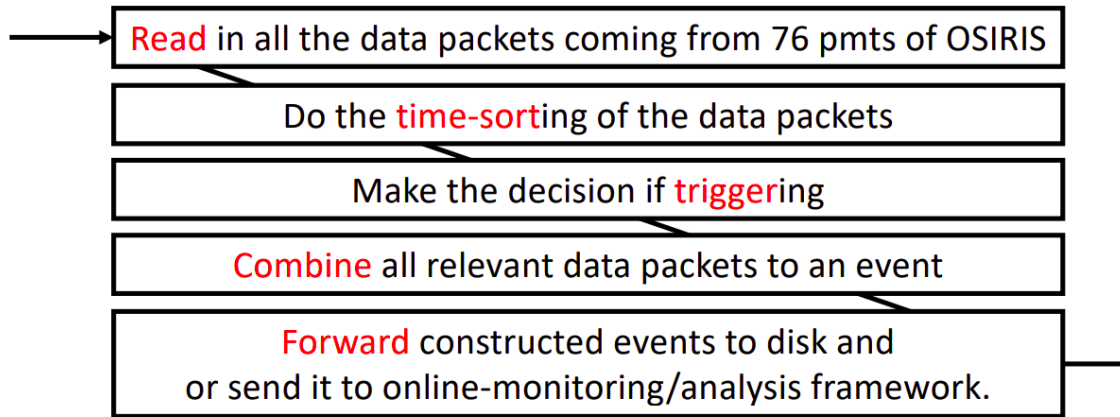 Read in all the data packets coming from 76 pmts of OSIRIS
Do the time-sorting of the data packets
Make the decision if triggering
Combine all relevant data packets to an event
Forward constructed events to disk and
or send it to online-monitoring/analysis framework.